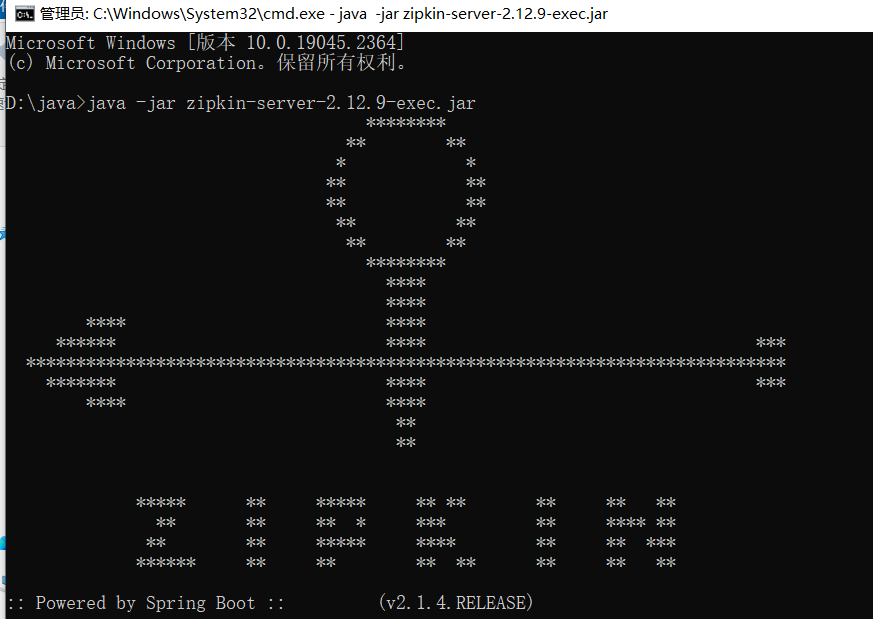 管理员: C:\Windows\System32\cmd.exe - java  -jar zipkin-server-2.12.9-exec.jar
Microsoft Windows [版本 10.0.19045.2364]
(c) Microsoft Corporation。保留所有权利。
D:\java>java -jar zipkin-server-2.12.9-exec.jar
ZIPKIN
:: Powered by Spring Boot ::         (v2.1.4.RELEASE)